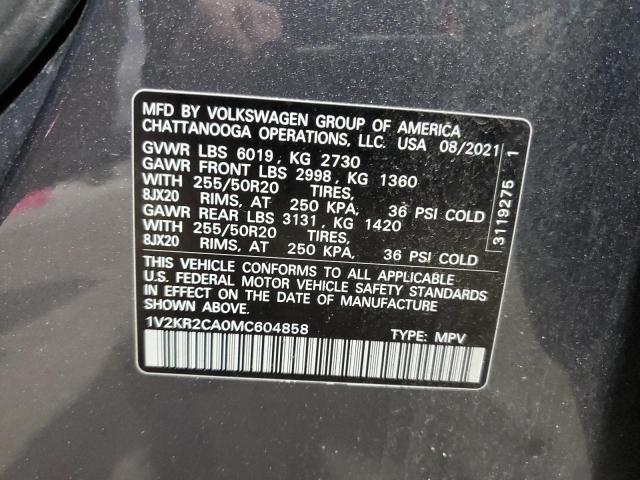 MFD BY VOLKSWAGEN GROUP OF AMERICA
CHATTANOOGA OPERATIONS, LLC. USA 08/2021
GVWR LBS 6019, KG 2730
GAWR FRONT LBS 2998, KG 1360
WITH 255/50R20 TIRES,
8JX20 RIMS, AT 250 KPA, 36 PSI COLD
GAWR REAR LBS 3131, KG 1420
WITH 255/50R20 TIRES,
8JX20 RIMS, AT 250 KPA, 36 PSI COLD
THIS VEHICLE CONFORMS TO ALL APPLICABLE
U.S. FEDERAL MOTOR VEHICLE SAFETY STANDARDS
IN EFFECT ON THE DATE OF MANUFACTURE
SHOWN ABOVE.
1V2KR2CA0MC604858 TYPE: MPV
3119275 1